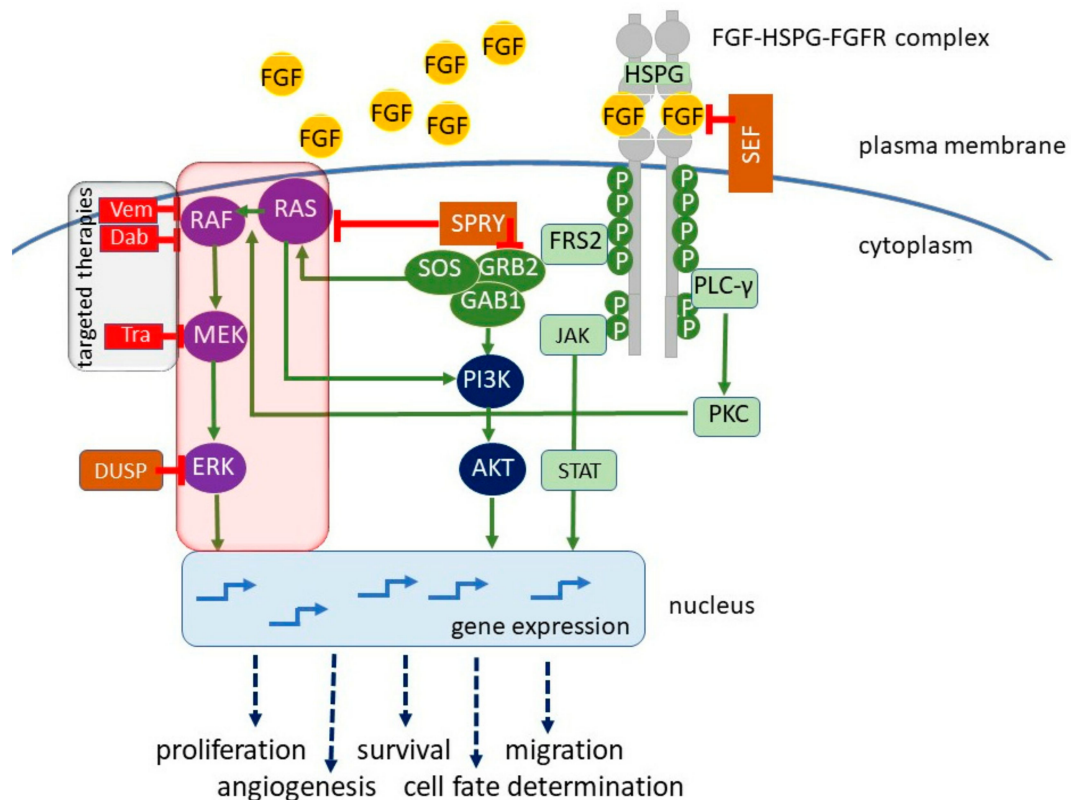 FGF
FGF
FGF
FGF
FGF
FGF
FGF-HSPG-FGFR complex
HSPG
FGF
FGF
SEF
plasma membrane
cytoplasm
targeted therapies
Vem
Dab
Tra
RAF
RAS
MEK
ERK
DUSP
SPRY
SOS
GRB2
GAB1
FRS2
P
P
P
P
P
P
P
P
P
P
P
P
PLC-γ
JAK
PI3K
PKC
AKT
STAT
gene expression
nucleus
proliferation
survival
migration
angiogenesis
cell fate determination